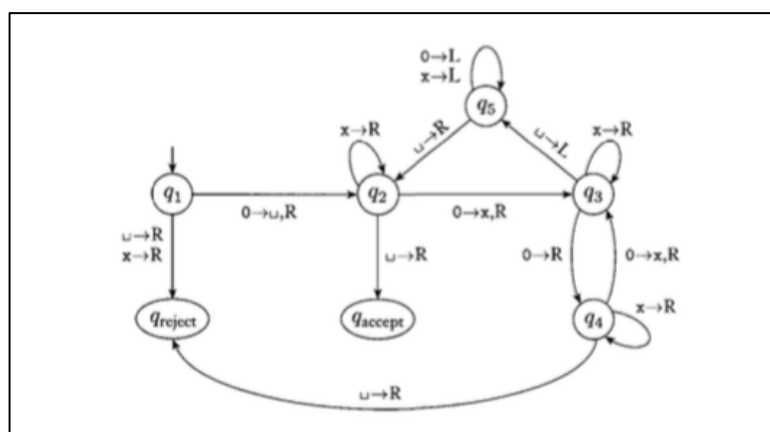 0→L
x→L
q5
x→R
⊔→R
⊔→L
x→R
q1
0→⊔,R
q2
0→x,R
q3
⊔→R
x→R
⊔→R
0→R
0→x,R
qreject
qaccept
q4
x→R
⊔→R